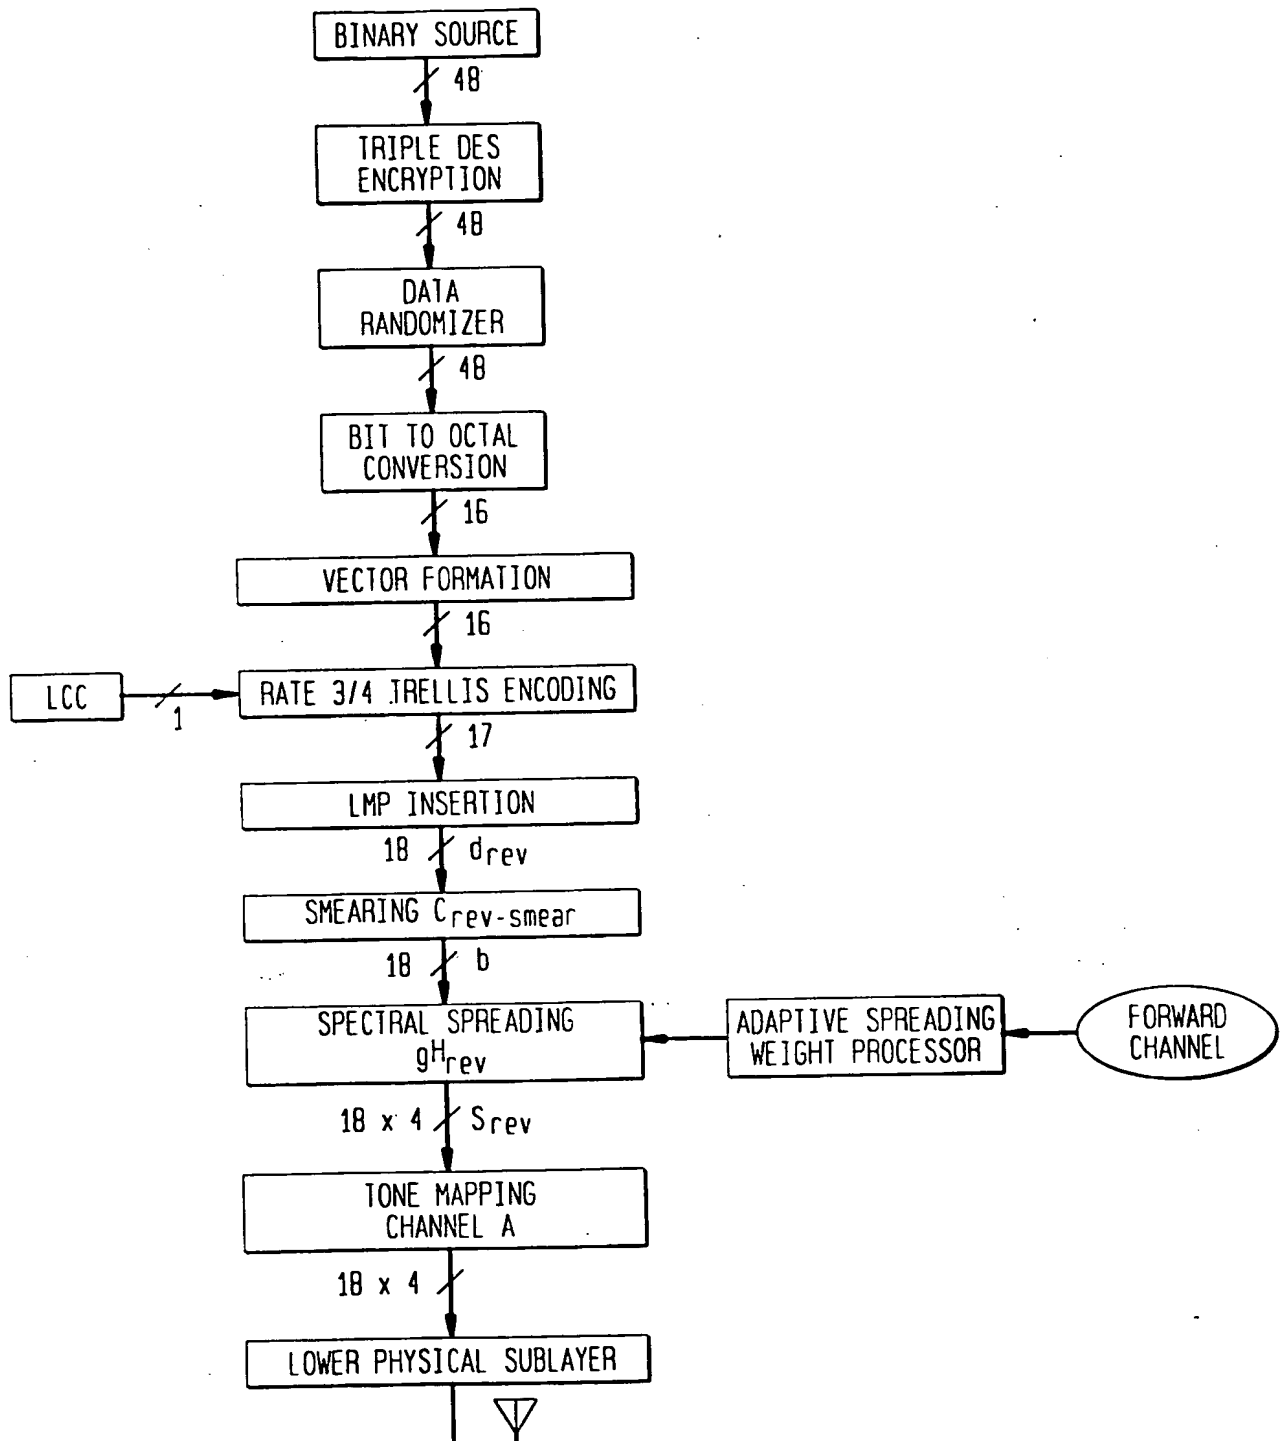 BINARY SOURCE
48
TRIPLE DES
ENCRYPTION
48
DATA
RANDOMIZER
48
BIT TO OCTAL
CONVERSION
16
VECTOR FORMATION
16
LCC
1
RATE 3/4 TRELLIS ENCODING
17
LMP INSERTION
18 drev
SMEARING Crev-smear
18 b
SPECTRAL SPREADING
gHrev
ADAPTIVE SPREADING
WEIGHT PROCESSOR
FORWARD
CHANNEL
18 x 4 Srev
TONE MAPPING
CHANNEL A
18 x 4
LOWER PHYSICAL SUBLAYER